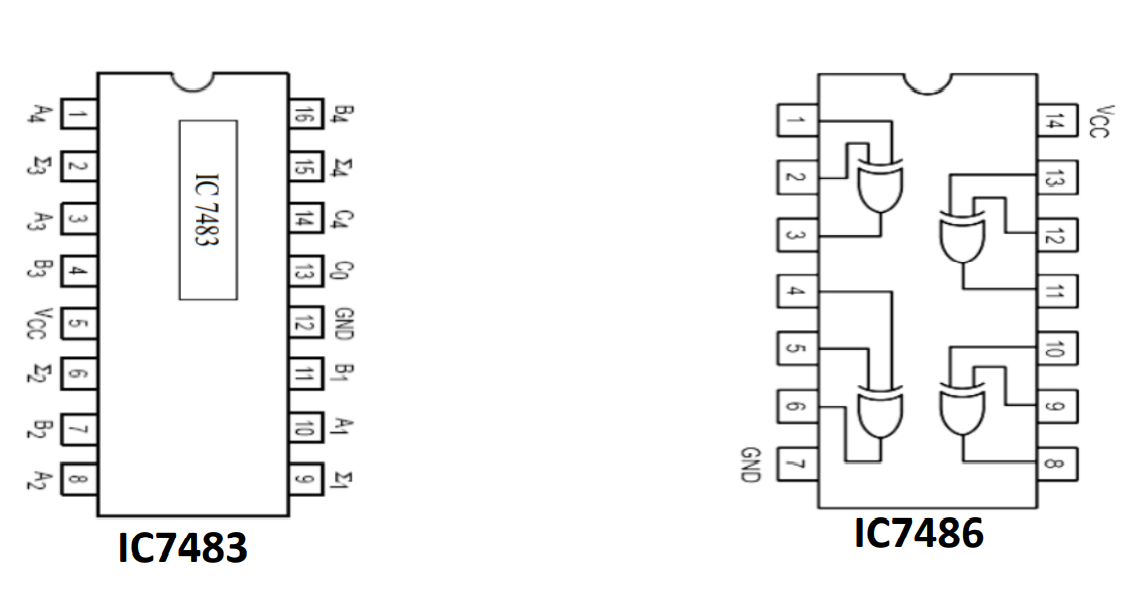 A4 1 16 B4
Σ3 2 15 Σ4
A3 3 14 C4
B3 4 13 C0
VCC 5 12 GND
Σ2 6 11 B1
B2 7 10 A1
A2 8 9 Σ1
IC 7483
IC7483
1 14 VCC
2 13
3 12
4 11
5 10
6 9
GND 7 8
IC7486